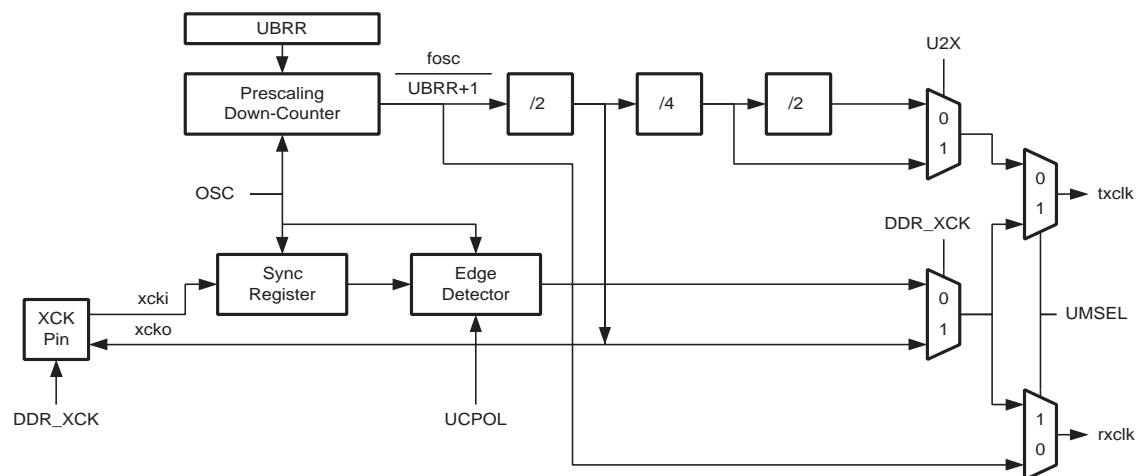 UBRR
U2X
fosc
UBRR+1
Prescaling
Down-Counter
/2
/4
/2
0
1
OSC
0
1
txclk
DDR_XCK
Sync
Register
Edge
Detector
0
1
xcki
XCK
Pin
xcko
UMSEL
DDR_XCK
UCPOL
1
0
rxclk